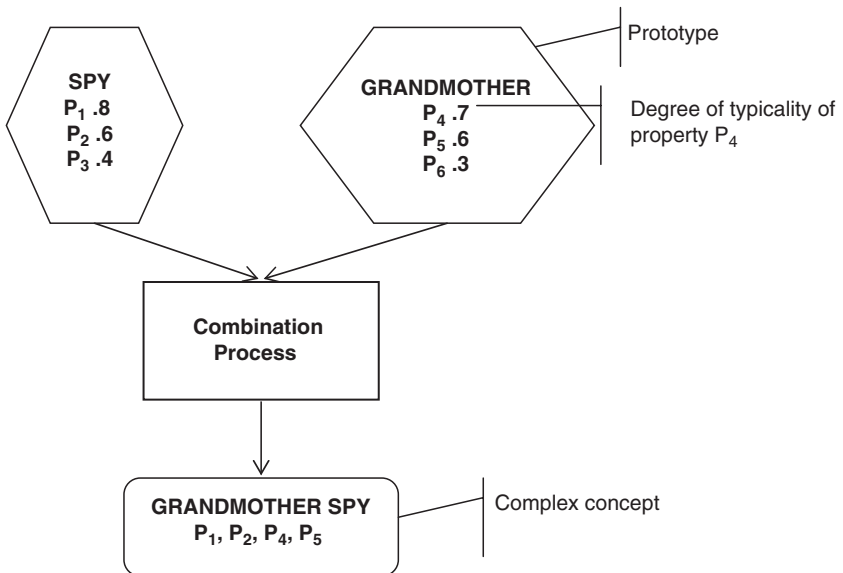 SPY
P₁ .8
P₂ .6
P₃ .4
GRANDMOTHER
P₄ .7
P₅ .6
P₆ .3
Prototype
Degree of typicality of
property P₄
Combination
Process
GRANDMOTHER SPY
P₁, P₂, P₄, P₅
Complex concept